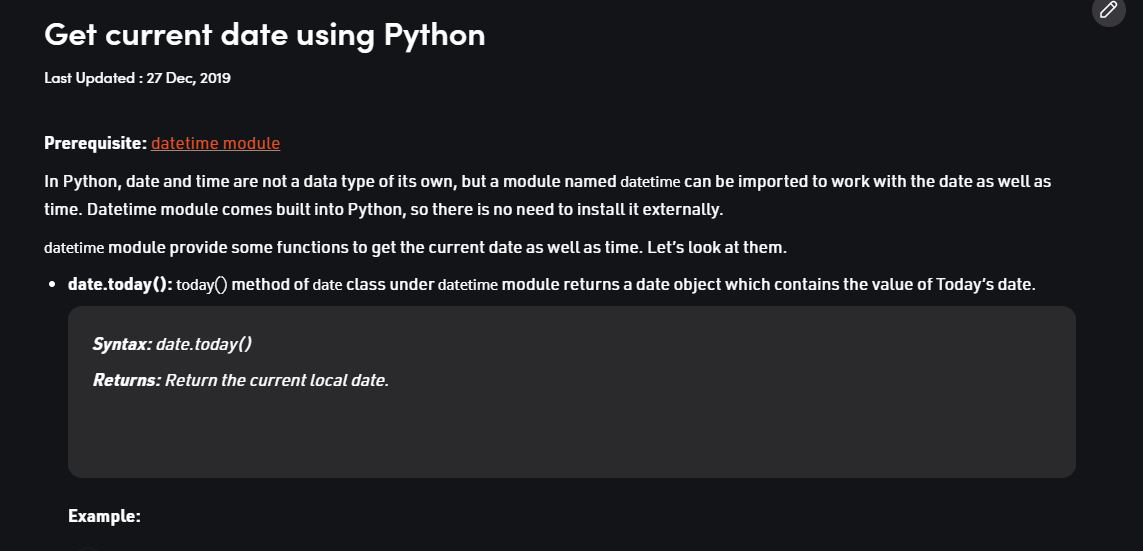 Get current date using Python
Last Updated : 27 Dec, 2019
Prerequisite: datetime module
In Python, date and time are not a data type of its own, but a module named datetime can be imported to work with the date as well as
time. Datetime module comes built into Python, so there is no need to install it externally.
datetime module provide some functions to get the current date as well as time. Let’s look at them.
• date.today(): today() method of date class under datetime module returns a date object which contains the value of Today’s date.
Syntax: date.today()
Returns: Return the current local date.
Example: